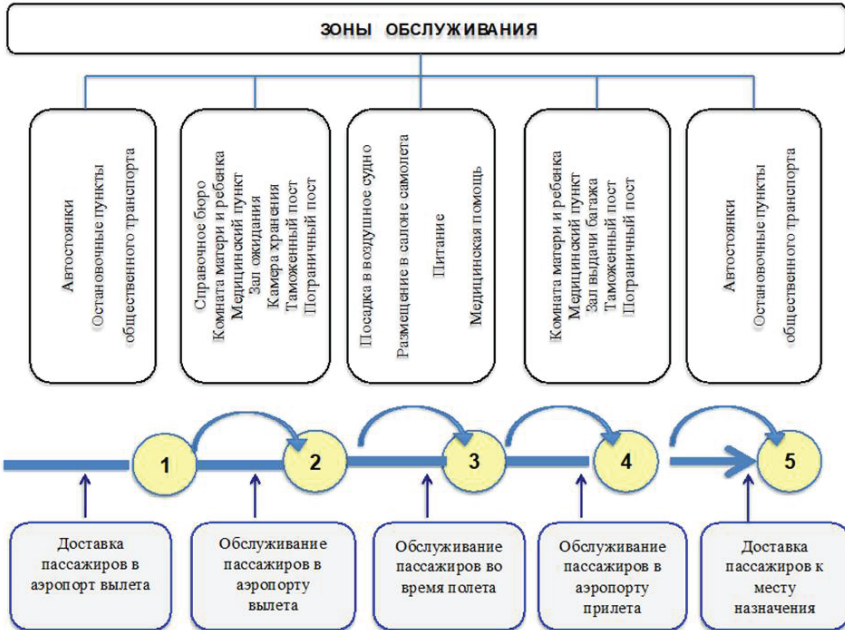 ЗОНЫ ОБСЛУЖИВАНИЯ
Автостоянки
Остановочные пункты
общественного транспорта
Справочное бюро
Комната матери и ребенка
Медицинский пункт
Зал ожидания
Камера хранения
Таможенный пост
Пограничный пост
Посадка в воздушное судно
Размещение в салоне самолета
Питание
Медицинская помощь
Комната матери и ребенка
Медицинский пункт
Зал выдачи багажа
Таможенный пост
Пограничный пост
Автостоянки
Остановочные пункты
общественного транспорта
1
2
3
4
5
Доставка
пассажиров в
аэропорт вылета
Обслуживание
пассажиров в
аэропорту
вылета
Обслуживание
пассажиров во
время полета
Обслуживание
пассажиров в
аэропорту
прилета
Доставка
пассажиров к
месту
назначения